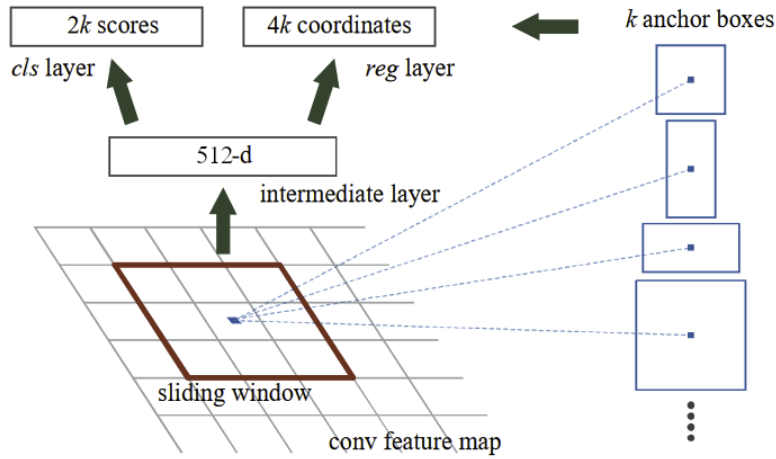 2k scores
4k coordinates
k anchor boxes
cls layer
reg layer
512-d
intermediate layer
sliding window
conv feature map